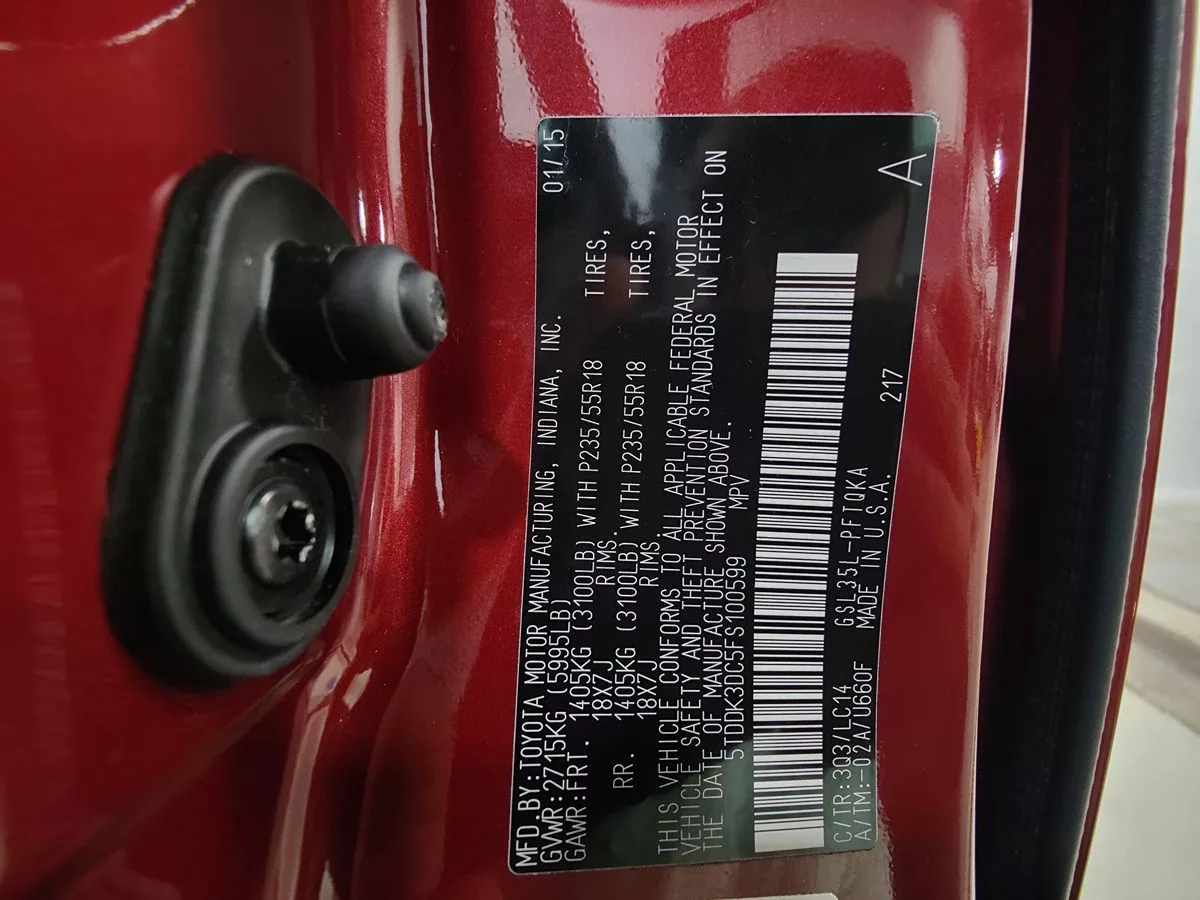 MFD.BY:TOYOTA MOTOR MANUFACTURING, INDIANA, INC. 01/15
GVWR:2715KG (5995LB)
GAWR:FRT. 1405KG (3100LB) WITH P235/55R18 TIRES,
18X7J RIMS.
RR. 1405KG (3100LB) WITH P235/55R18 TIRES,
18X7J RIMS.
THIS VEHICLE CONFORMS TO ALL APPLICABLE FEDERAL MOTOR
VEHICLE SAFETY AND THEFT PREVENTION STANDARDS IN EFFECT ON
THE DATE OF MANUFACTURE SHOWN ABOVE.
5TDDK3DC5FS100599 MPV
C/TR:3Q3/LC14 GSL35L-PFTQKA
A/TM:-02A/U660F MADE IN U.S.A. 217 A